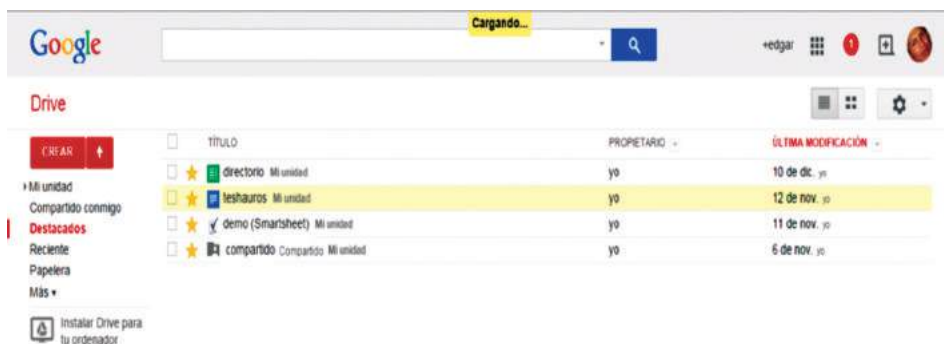 Cargando...
Google
+edgar
1
Drive
CREAR
TÍTULO PROPIETARIO ÚLTIMA MODIFICACIÓN
directorio Mi unidad yo 10 de dic. yo
teshauros Mi unidad yo 12 de nov. yo
demo (Smartsheet) Mi unidad yo 11 de nov. yo
compartido Compartido Mi unidad yo 6 de nov. yo
Mi unidad
Compartido conmigo
Destacados
Reciente
Papelera
Más
Instalar Drive para
tu ordenador